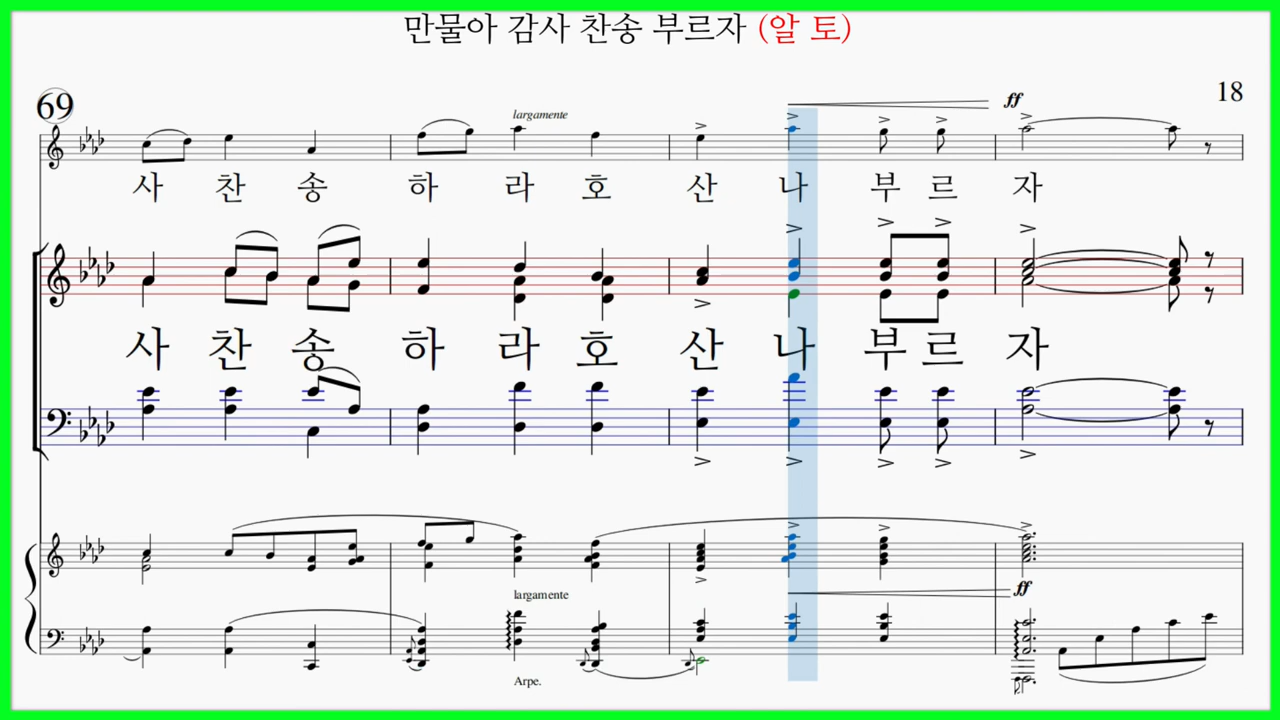 만물아 감사 찬송 부르자 (알 토)
69
18
largamente
ff
사 찬 송 하 라 호 산 나 부 르 자
사 찬 송 하 라 호 산 나 부 르 자
largamente
ff
Arpe.